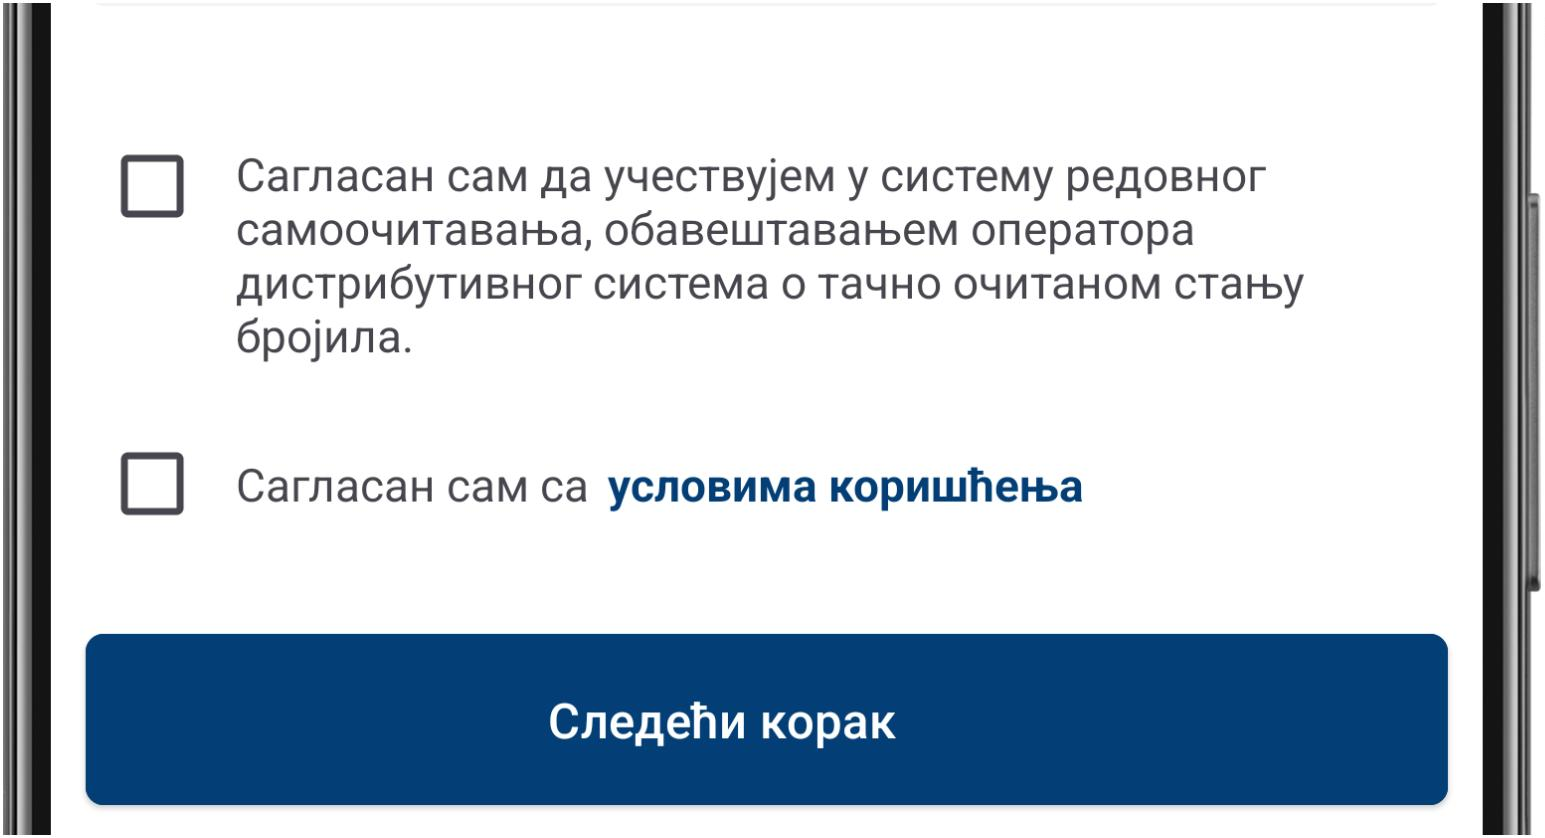 Сагласан сам да учествујем у систему редовног
самоочитавања, обавештавањем оператора
дистрибутивног система о тачно очитаном стању
бројила.
Сагласан сам са условима коришћења
Следећи корак